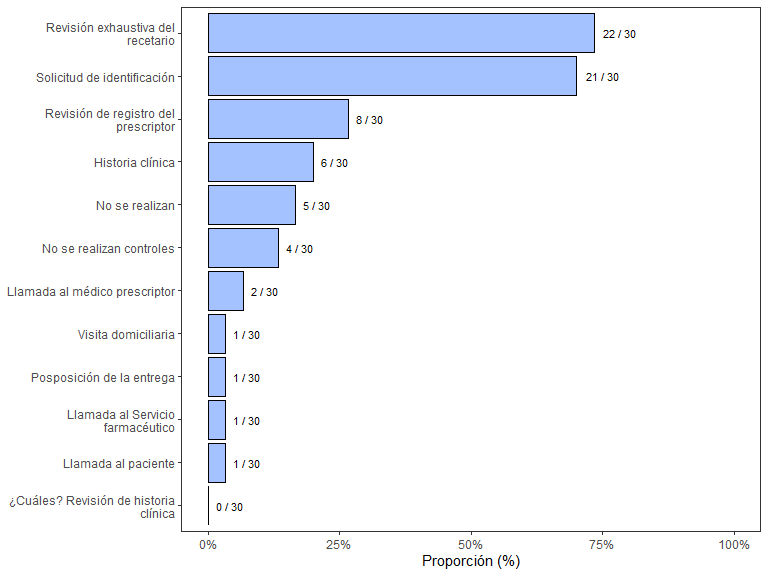 Revisión exhaustiva del
recetario
22 / 30
Solicitud de identificación
21 / 30
Revisión de registro del
prescriptor
8 / 30
Historia clínica
6 / 30
No se realizan
5 / 30
No se realizan controles
4 / 30
Llamada al médico prescriptor
2 / 30
Visita domiciliaria
1 / 30
Posposición de la entrega
1 / 30
Llamada al Servicio
farmacéutico
1 / 30
Llamada al paciente
1 / 30
¿Cuáles? Revisión de historia
clínica
0 / 30
0% 25% 50% 75% 100%
Proporción (%)